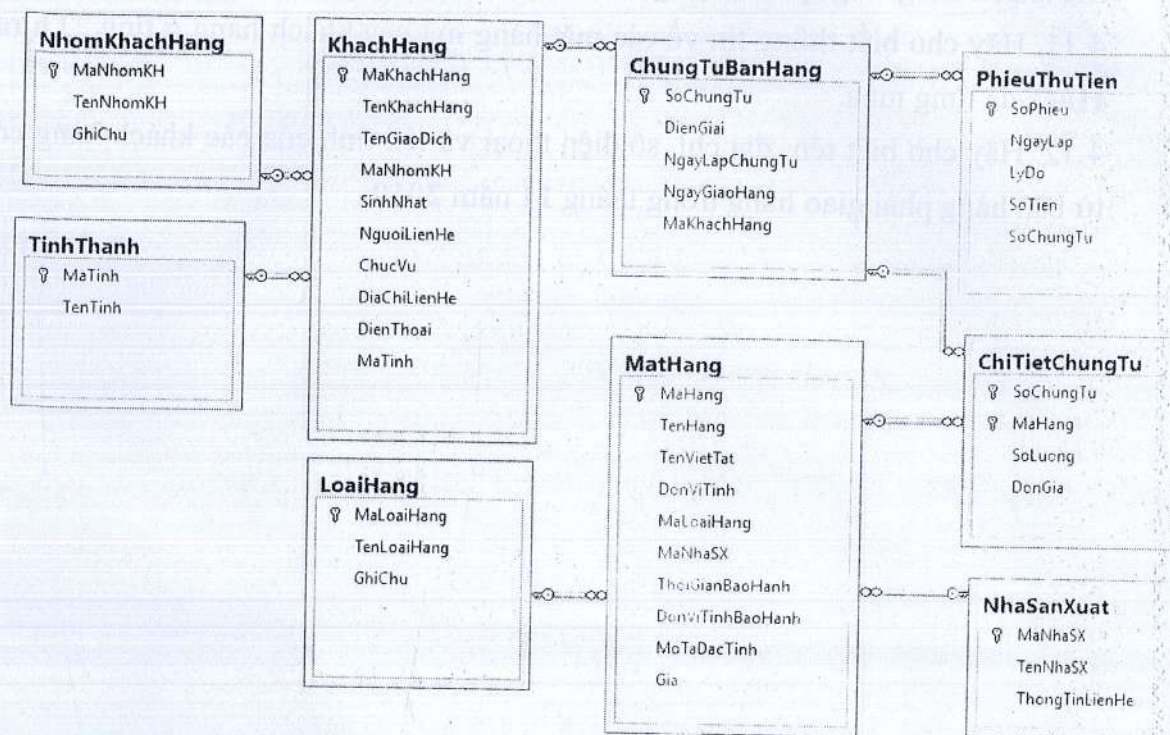 NhomKhachHang
MaNhomKH
TenNhomKH
GhiChu
TinhThanh
MaTinh
TenTinh
KhachHang
MaKhachHang
TenKhachHang
TenGiaoDich
MaNhomKH
SinhNhat
NguoiLienHe
ChucVu
DiaChiLienHe
DienThoai
MaTinh
LoaiHang
MaLoaiHang
TenLoaiHang
GhiChu
ChungTuBanHang
SoChungTu
DienGiai
NgayLapChungTu
NgayGiaoHang
MaKhachHang
MatHang
MaHang
TenHang
TenVietTat
DonViTinh
MaLoaiHang
MaNhaSX
ThoiGianBaoHanh
DonViTinhBaoHanh
MoTaDacTinh
Gia
PhieuThuTien
SoPhieu
NgayLap
LyDo
SoTien
SoChungTu
ChiTietChungTu
SoChungTu
MaHang
SoLuong
DonGia
NhaSanXuat
MaNhaSX
TenNhaSX
ThongTinLienHe